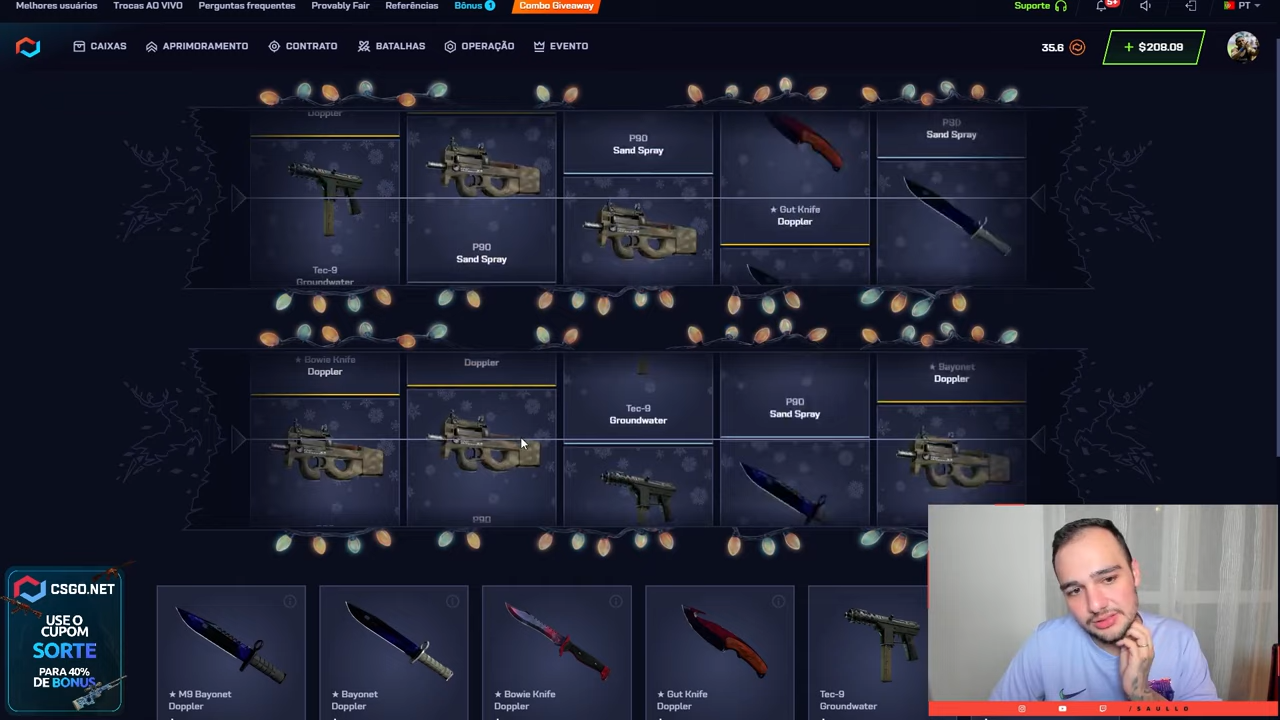 Melhores usuários Trocas AO VIVO Perguntas frequentes Provably Fair Referências Bônus 1 Combo Giveaway Suporte 5+ PT
CAIXAS APRIMORAMENTO CONTRATO BATALHAS OPERAÇÃO EVENTO 35.6 + $208.09
Doppler
P90
Sand Spray
P90
Sand Spray
★ Gut Knife
Doppler
P90
Sand Spray
Tec-9
Groundwater
★ Bowie Knife
Doppler
Doppler
Tec-9
Groundwater
P90
Sand Spray
★ Bayonet
Doppler
P90
CSGO.NET
USE O
CUPOM
SORTE
PARA 40%
DE BONUS
★ M9 Bayonet
Doppler
★ Bayonet
Doppler
★ Bowie Knife
Doppler
★ Gut Knife
Doppler
Tec-9
Groundwater
/SAULLO